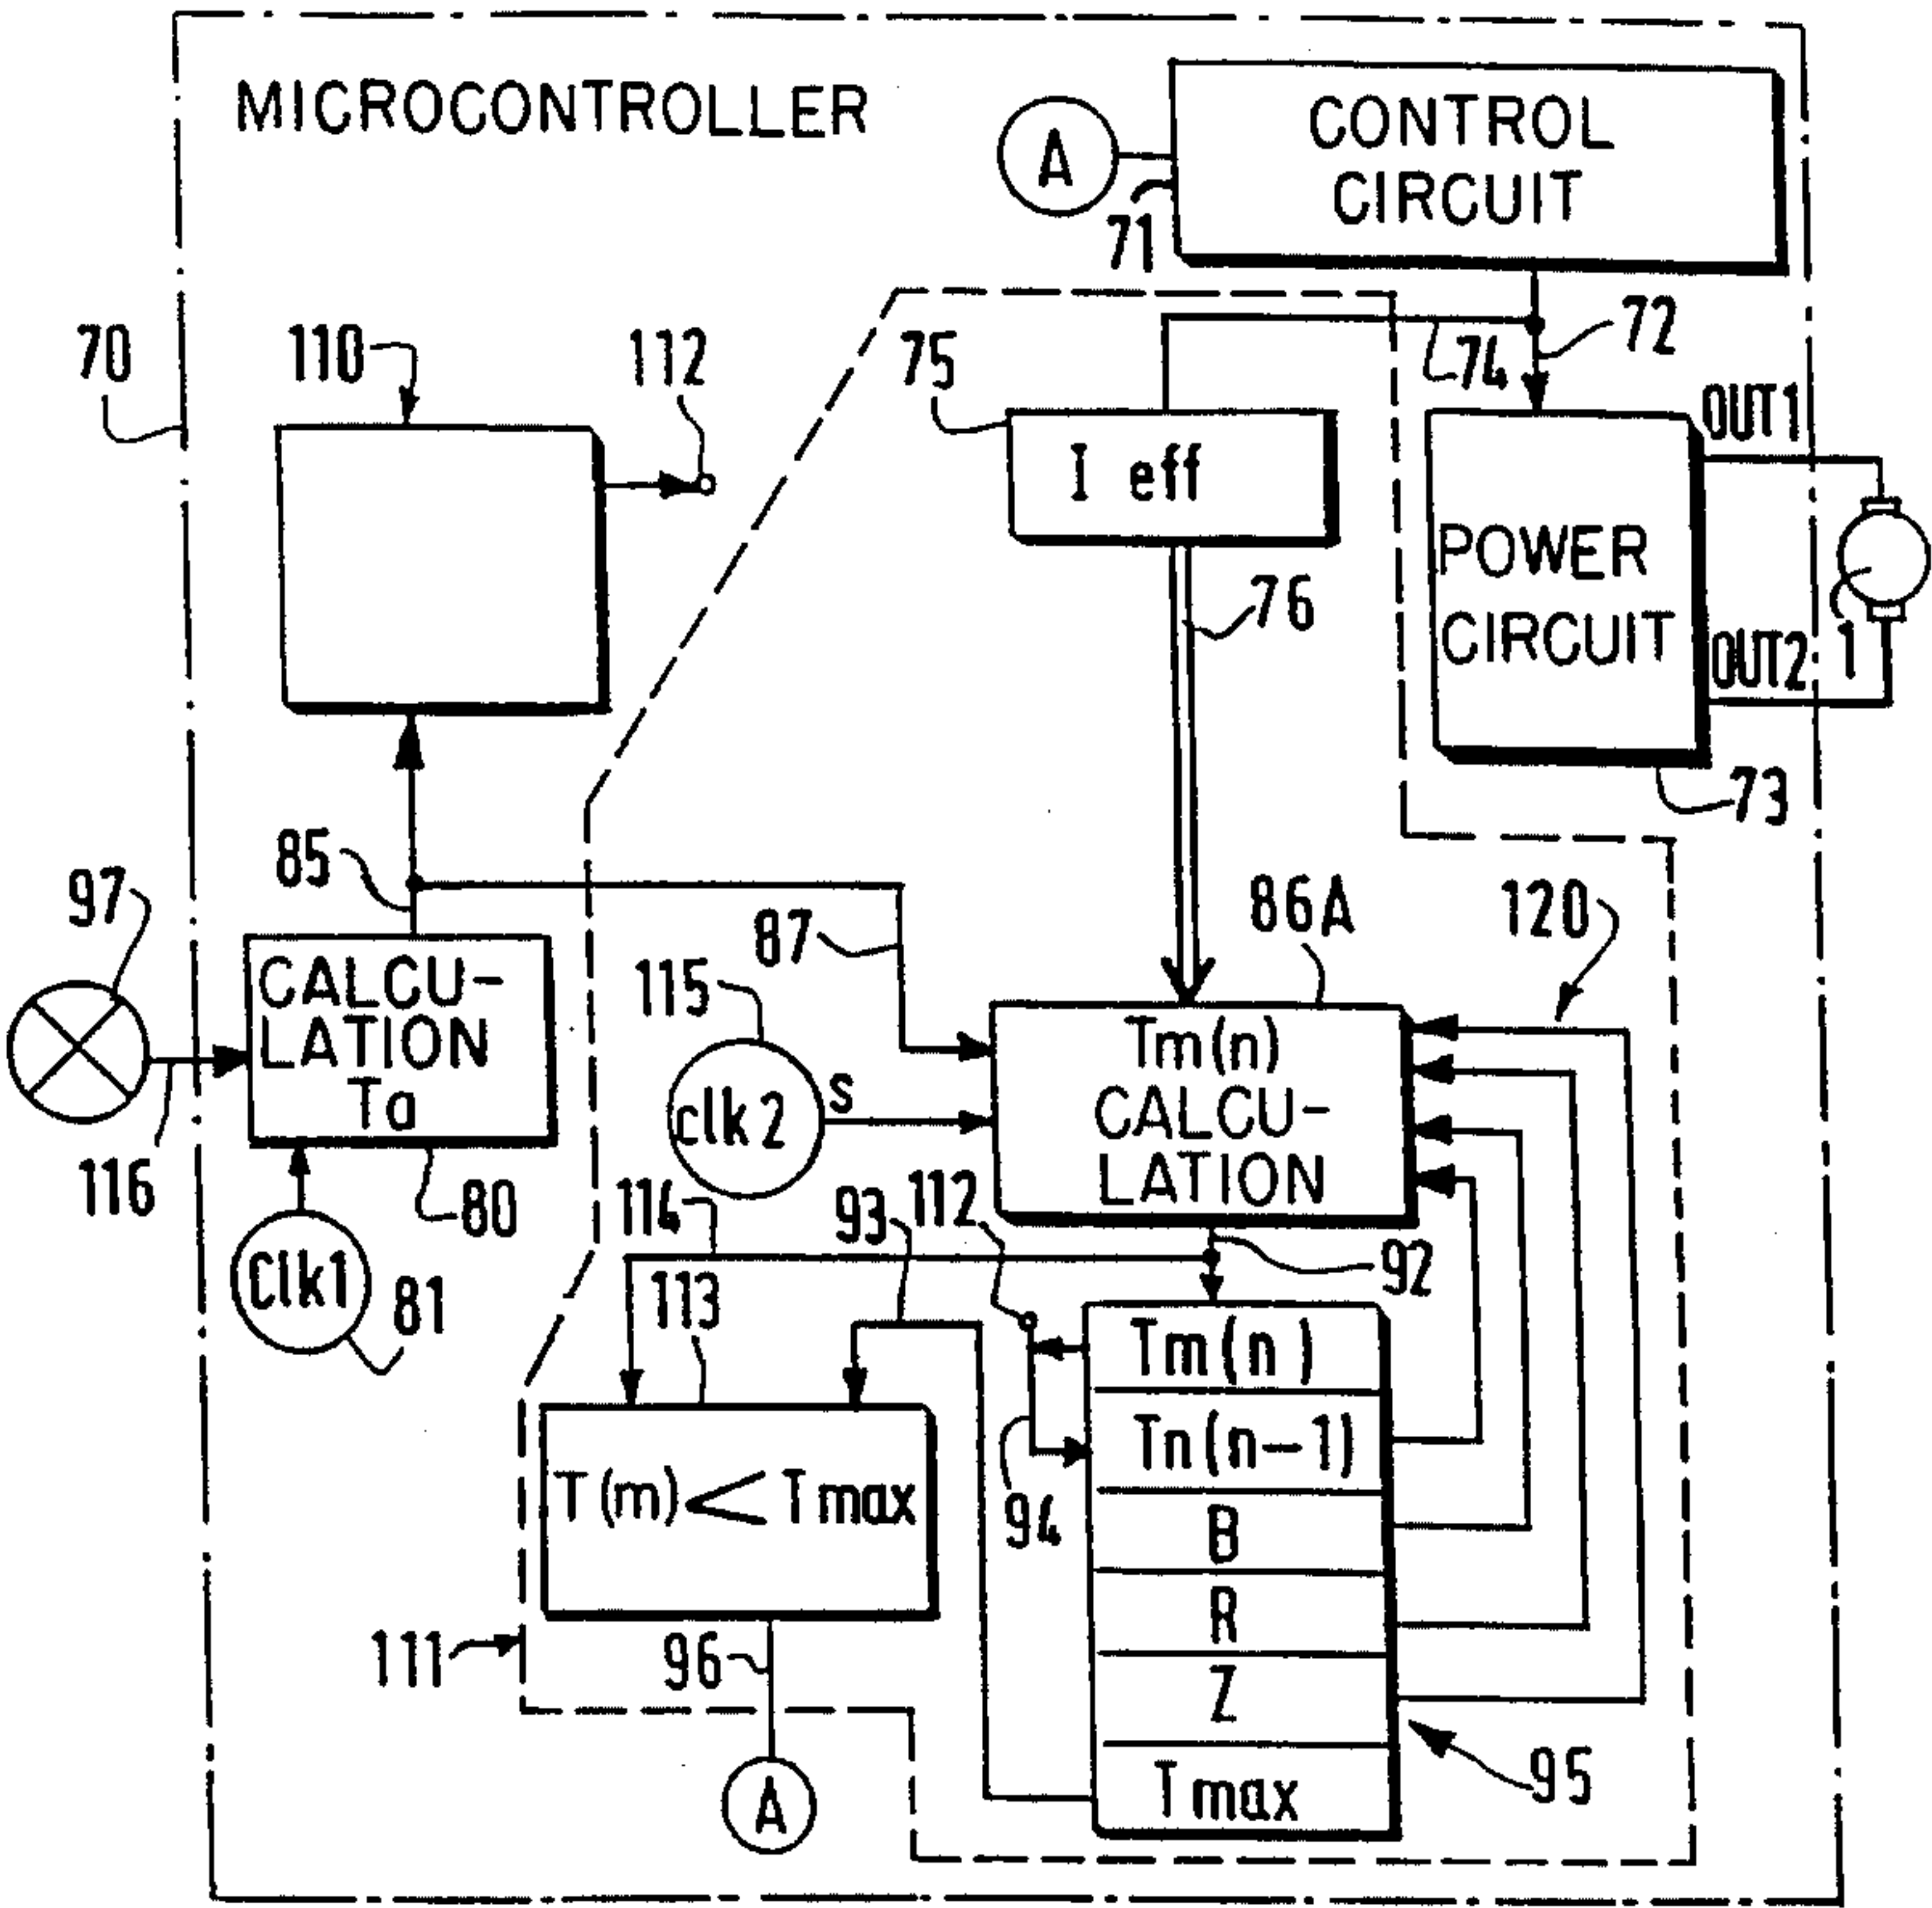 MICROCONTROLLER
CONTROL
CIRCUIT
A
71
70
110
112
75
74
72
OUT1
I eff
POWER
CIRCUIT
76
OUT2
1
73
85
97
87
86A
120
115
CALCU-
LATION
Ta
Tm(n)
CALCU-
LATION
clk2
S
116
80
114
93
112
92
Clk1
81
113
Tm(n)
Tn(n-1)
B
R
Z
Tmax
T(m)< Tmax
94
111
96
95
A